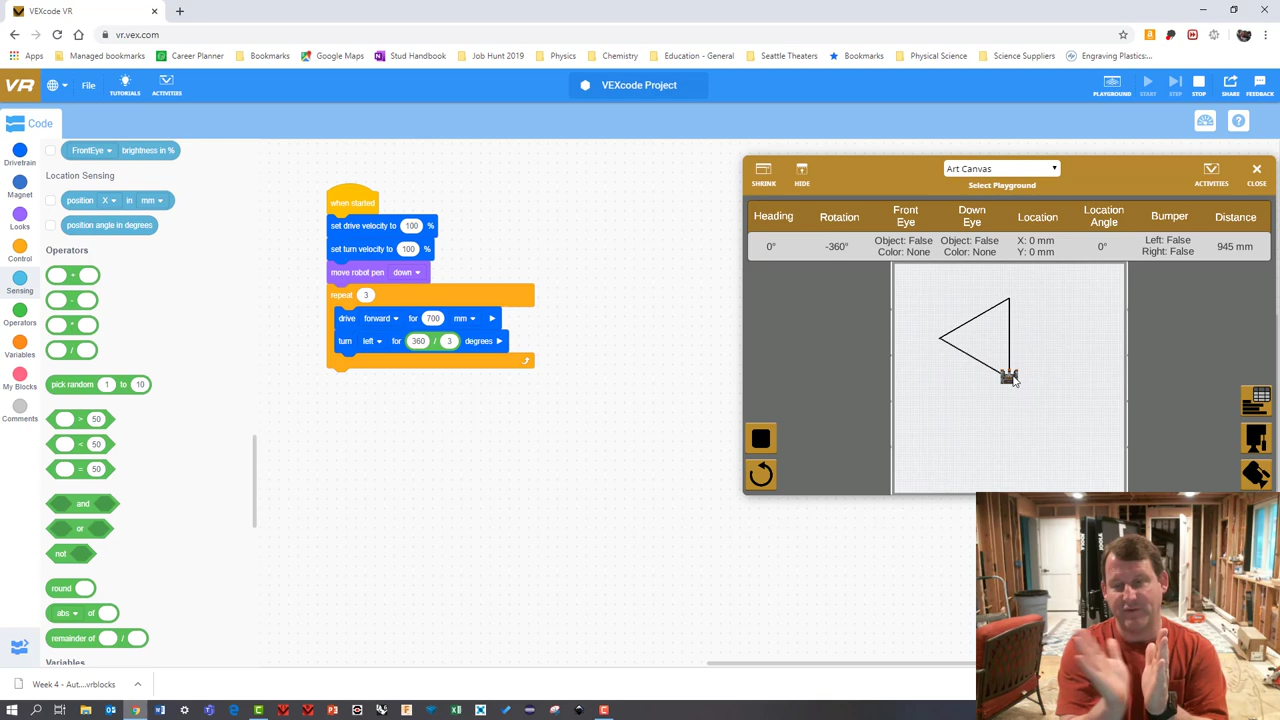 VEXcode VR
vr.vex.com
Apps
Managed bookmarks
Career Planner
Bookmarks
Google Maps
Stud Handbook
Job Hunt 2019
Physics
Chemistry
Education - General
Seattle Theaters
Bookmarks
Physical Science
Science Suppliers
Engraving Plastics:...
VR
File
TUTORIALS
ACTIVITIES
VEXcode Project
PLAYGROUND
START
STEP
STOP
SHARE
FEEDBACK
Code
Drivetrain
Magnet
Looks
Control
Sensing
Operators
Variables
My Blocks
Comments
FrontEye brightness in %
Location Sensing
position X in mm
position angle in degrees
Operators
+
-
*
/
pick random 1 to 10
> 50
< 50
= 50
and
or
not
round
abs of
remainder of /
Variables
when started
set drive velocity to 100 %
set turn velocity to 100 %
move robot pen down
repeat 3
drive forward for 700 mm
turn left for 360 / 3 degrees
SHRINK
HIDE
Art Canvas
Select Playground
ACTIVITIES
CLOSE
Heading Rotation Front Eye Down Eye Location Location Angle Bumper Distance
0° -360° Object: False Color: None Object: False Color: None X: 0 mm Y: 0 mm 0° Left: False Right: False 945 mm
Week 4 - Aut....vrblocks